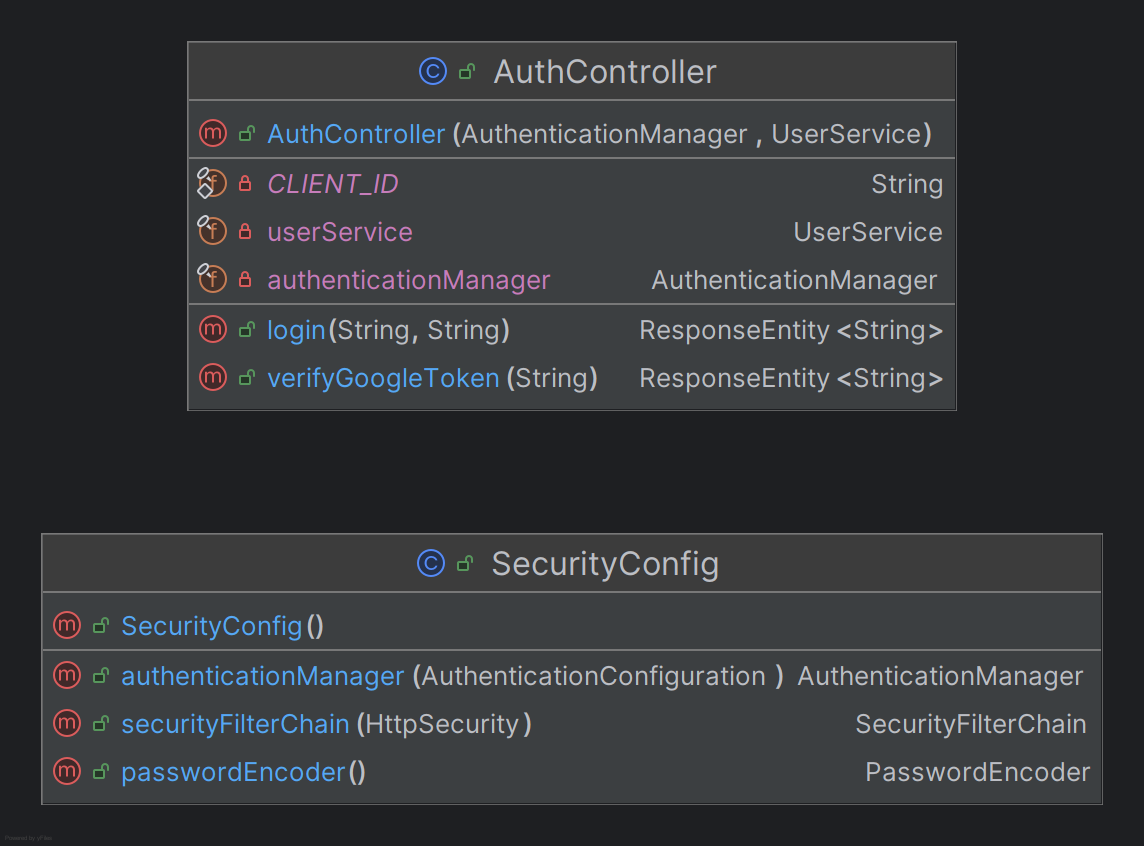 AuthController
AuthController (AuthenticationManager , UserService)
CLIENT_ID String
userService UserService
authenticationManager AuthenticationManager
login(String, String) ResponseEntity <String>
verifyGoogleToken (String) ResponseEntity <String>
SecurityConfig
SecurityConfig ()
authenticationManager (AuthenticationConfiguration ) AuthenticationManager
securityFilterChain (HttpSecurity ) SecurityFilterChain
passwordEncoder () PasswordEncoder
Powered by yFiles